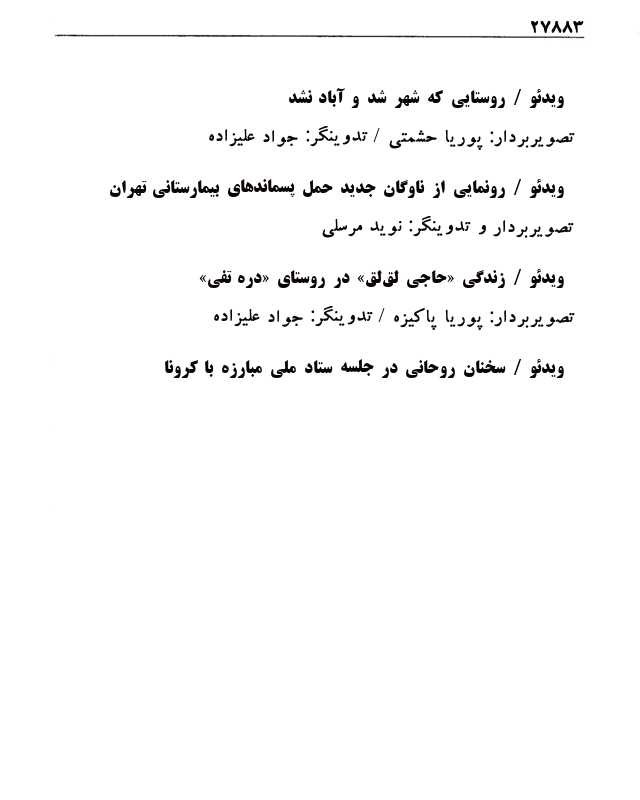 ۲۷۸۸۳
ویدئو / روستایی که شهر شد و آباد نشد
تصویربردار: پوریا حشمتی / تدوینگر: جواد علیزاده
ویدئو / رونمایی از ناوگان جدید حمل پسماندهای بیمارستانی تهران
تصویربردار و تدوینگر: نوید مرسلی
ویدئو / زندگی «حاجی لق‌لق» در روستای «دره تفی»
تصویربردار: پوریا پاکیزه / تدوینگر: جواد علیزاده
ویدئو / سخنان روحانی در جلسه ستاد ملی مبارزه با کرونا